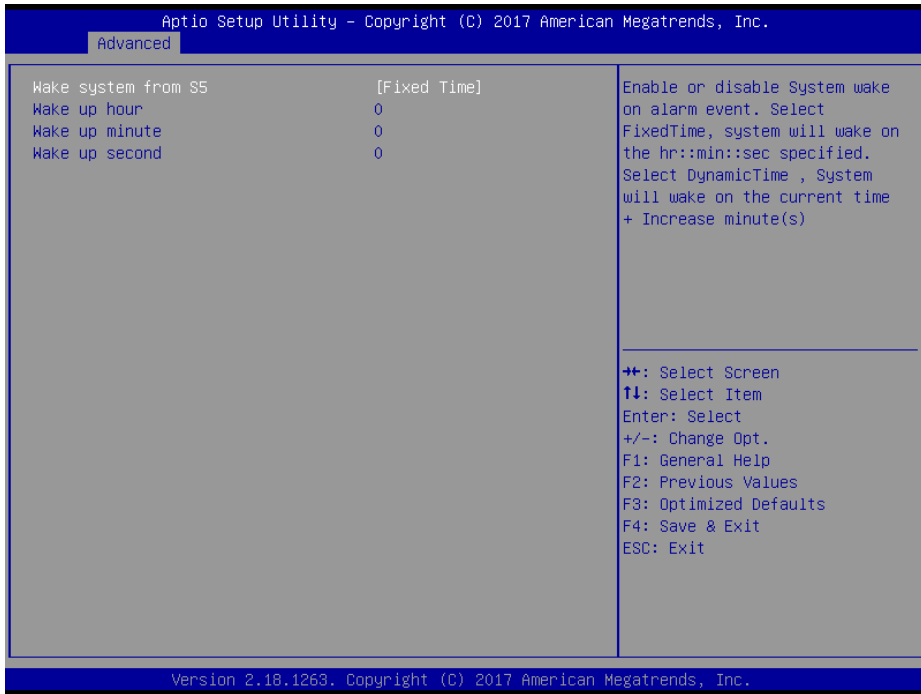 Aptio Setup Utility – Copyright (C) 2017 American Megatrends, Inc.
Advanced
Wake system from S5 [Fixed Time]
Wake up hour 0
Wake up minute 0
Wake up second 0
Enable or disable System wake
on alarm event. Select
FixedTime, system will wake on
the hr::min::sec specified.
Select DynamicTime , System
will wake on the current time
+ Increase minute(s)
→←: Select Screen
↑↓: Select Item
Enter: Select
+/-: Change Opt.
F1: General Help
F2: Previous Values
F3: Optimized Defaults
F4: Save & Exit
ESC: Exit
Version 2.18.1263. Copyright (C) 2017 American Megatrends, Inc.